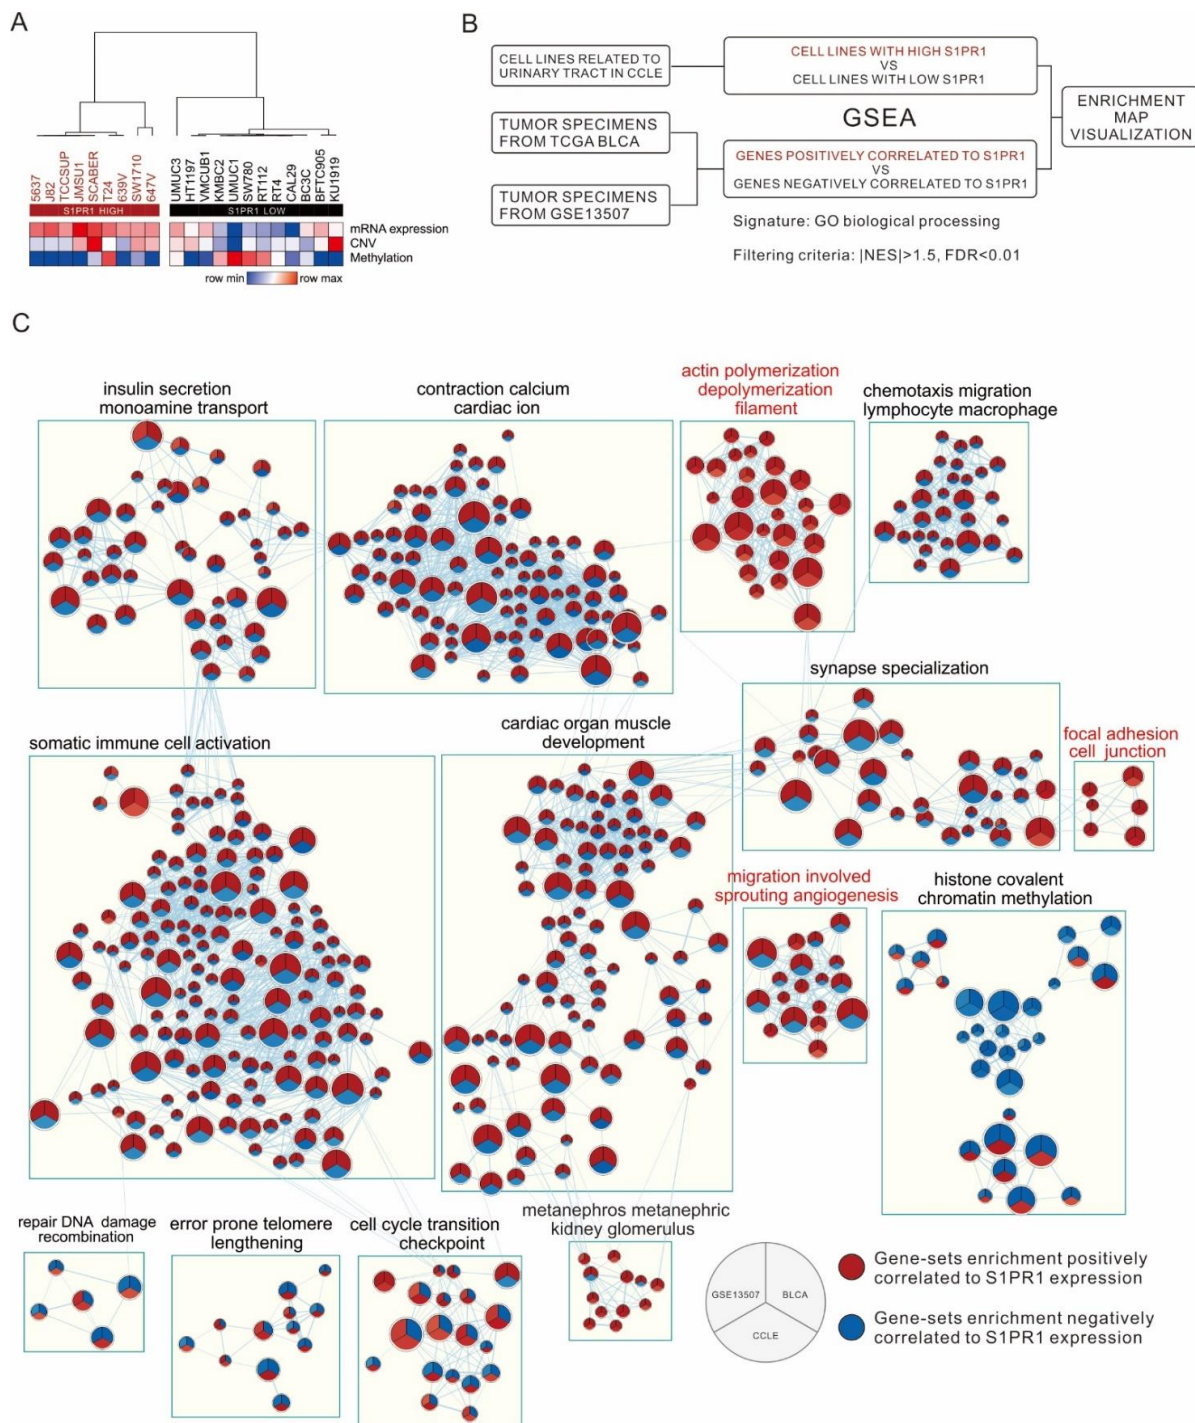 A
5637
J82
TCCSUP
JMSU1
SCABER
T24
639V
SW1710
647V
UMUC3
HT1197
VMCUB1
KMBC2
UMUC1
SW780
RT112
RT4
CAL29
BC3C
BFTC905
KU1919
S1PR1 HIGH
S1PR1 LOW
mRNA expression
CNV
Methylation
row min
row max
B
CELL LINES RELATED TO
URINARY TRACT IN CCLE
CELL LINES WITH HIGH S1PR1
VS
CELL LINES WITH LOW S1PR1
GSEA
ENRICHMENT
MAP
VISUALIZATION
TUMOR SPECIMENS
FROM TCGA BLCA
TUMOR SPECIMENS
FROM GSE13507
GENES POSITIVELY CORRELATED TO S1PR1
VS
GENES NEGATIVELY CORRELATED TO S1PR1
Signature: GO biological processing
Filtering criteria: |NES|>1.5, FDR<0.01
C
insulin secretion
monoamine transport
contraction calcium
cardiac ion
actin polymerization
depolymerization
filament
chemotaxis migration
lymphocyte macrophage
somatic immune cell activation
cardiac organ muscle
development
synapse specialization
focal adhesion
cell junction
migration involved
sprouting angiogenesis
histone covalent
chromatin methylation
repair DNA damage
recombination
error prone telomere
lengthening
cell cycle transition
checkpoint
metanephros metanephric
kidney glomerulus
GSE13507
BLCA
CCLE
Gene-sets enrichment positively
correlated to S1PR1 expression
Gene-sets enrichment negatively
correlated to S1PR1 expression